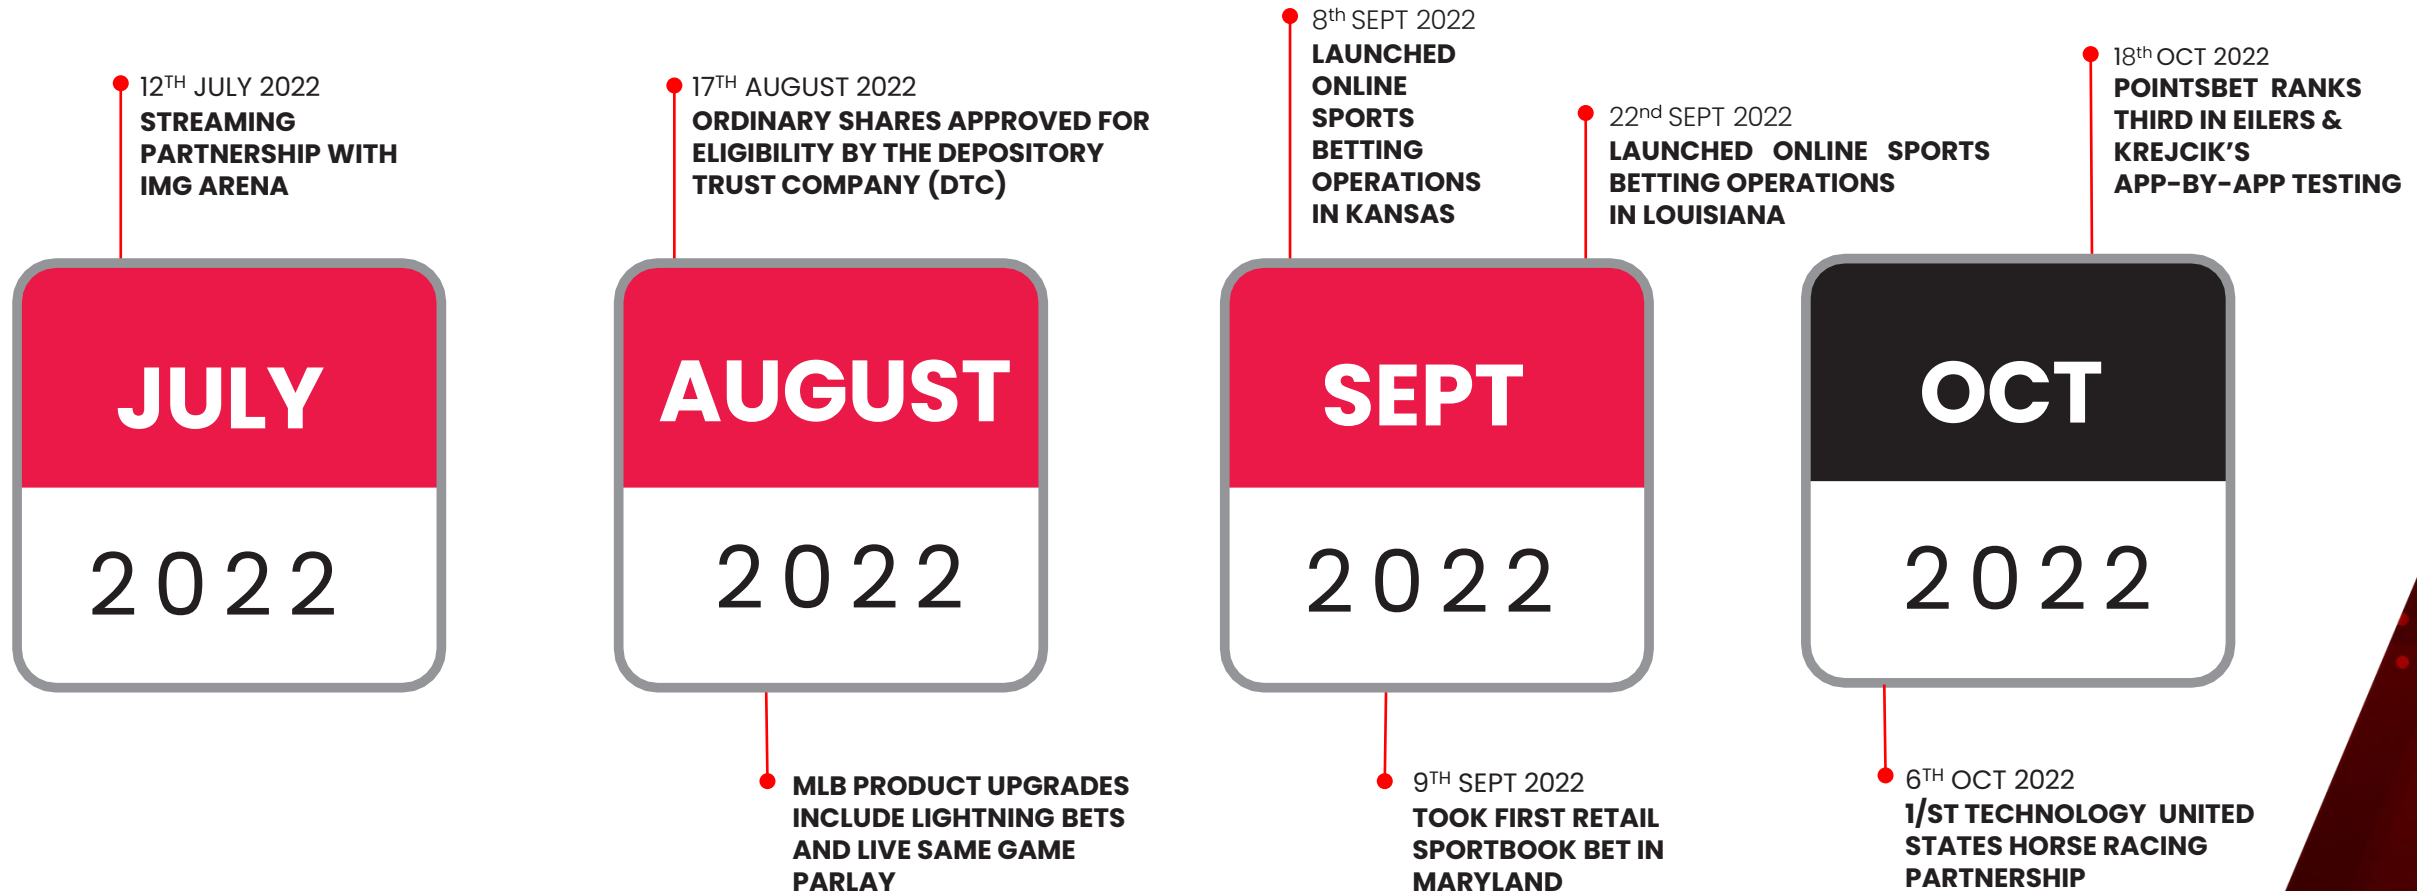 12TH JULY 2022
STREAMING
PARTNERSHIP WITH
IMG ARENA
17TH AUGUST 2022
ORDINARY SHARES APPROVED FOR
ELIGIBILITY BY THE DEPOSITORY
TRUST COMPANY (DTC)
8th SEPT 2022
LAUNCHED
ONLINE
SPORTS
BETTING
OPERATIONS
IN KANSAS
22nd SEPT 2022
LAUNCHED ONLINE SPORTS
BETTING OPERATIONS
IN LOUISIANA
18th OCT 2022
POINTSBET RANKS
THIRD IN EILERS &
KREJCIK’S
APP-BY-APP TESTING
JULY
2022
AUGUST
2022
SEPT
2022
OCT
2022
MLB PRODUCT UPGRADES
INCLUDE LIGHTNING BETS
AND LIVE SAME GAME
PARLAY
9TH SEPT 2022
TOOK FIRST RETAIL
SPORTBOOK BET IN
MARYLAND
6TH OCT 2022
1/ST TECHNOLOGY UNITED
STATES HORSE RACING
PARTNERSHIP